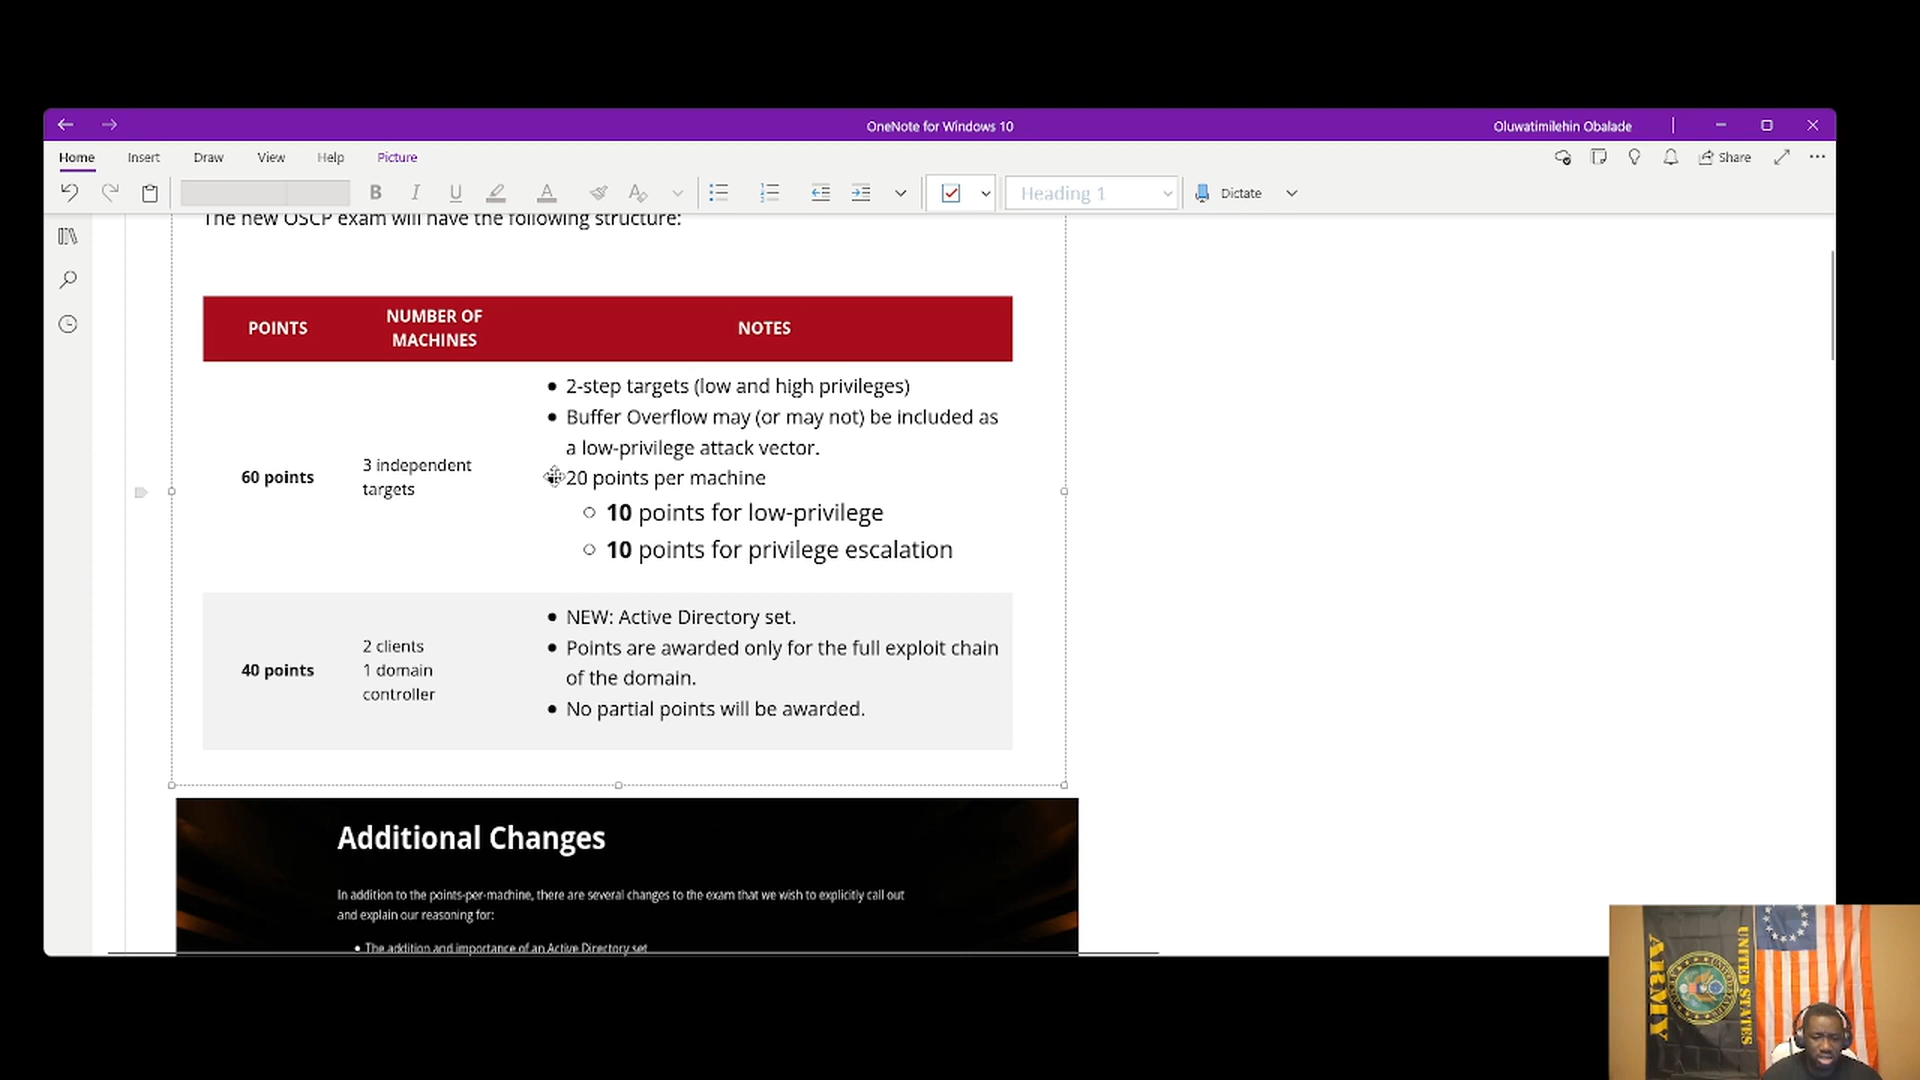 OneNote for Windows 10
Oluwatimilehin Obalade
Home Insert Draw View Help Picture
Share
B I U A A
Heading 1
Dictate
The new OSCP exam will have the following structure:
POINTS
NUMBER OF
MACHINES
NOTES
60 points
3 independent
targets
2-step targets (low and high privileges)
Buffer Overflow may (or may not) be included as
a low-privilege attack vector.
20 points per machine
10 points for low-privilege
10 points for privilege escalation
40 points
2 clients
1 domain
controller
NEW: Active Directory set.
Points are awarded only for the full exploit chain
of the domain.
No partial points will be awarded.
Additional Changes
In addition to the points-per-machine, there are several changes to the exam that we wish to explicitly call out
and explain our reasoning for:
The addition and importance of an Active Directory set
ARMY
UNITED STATES